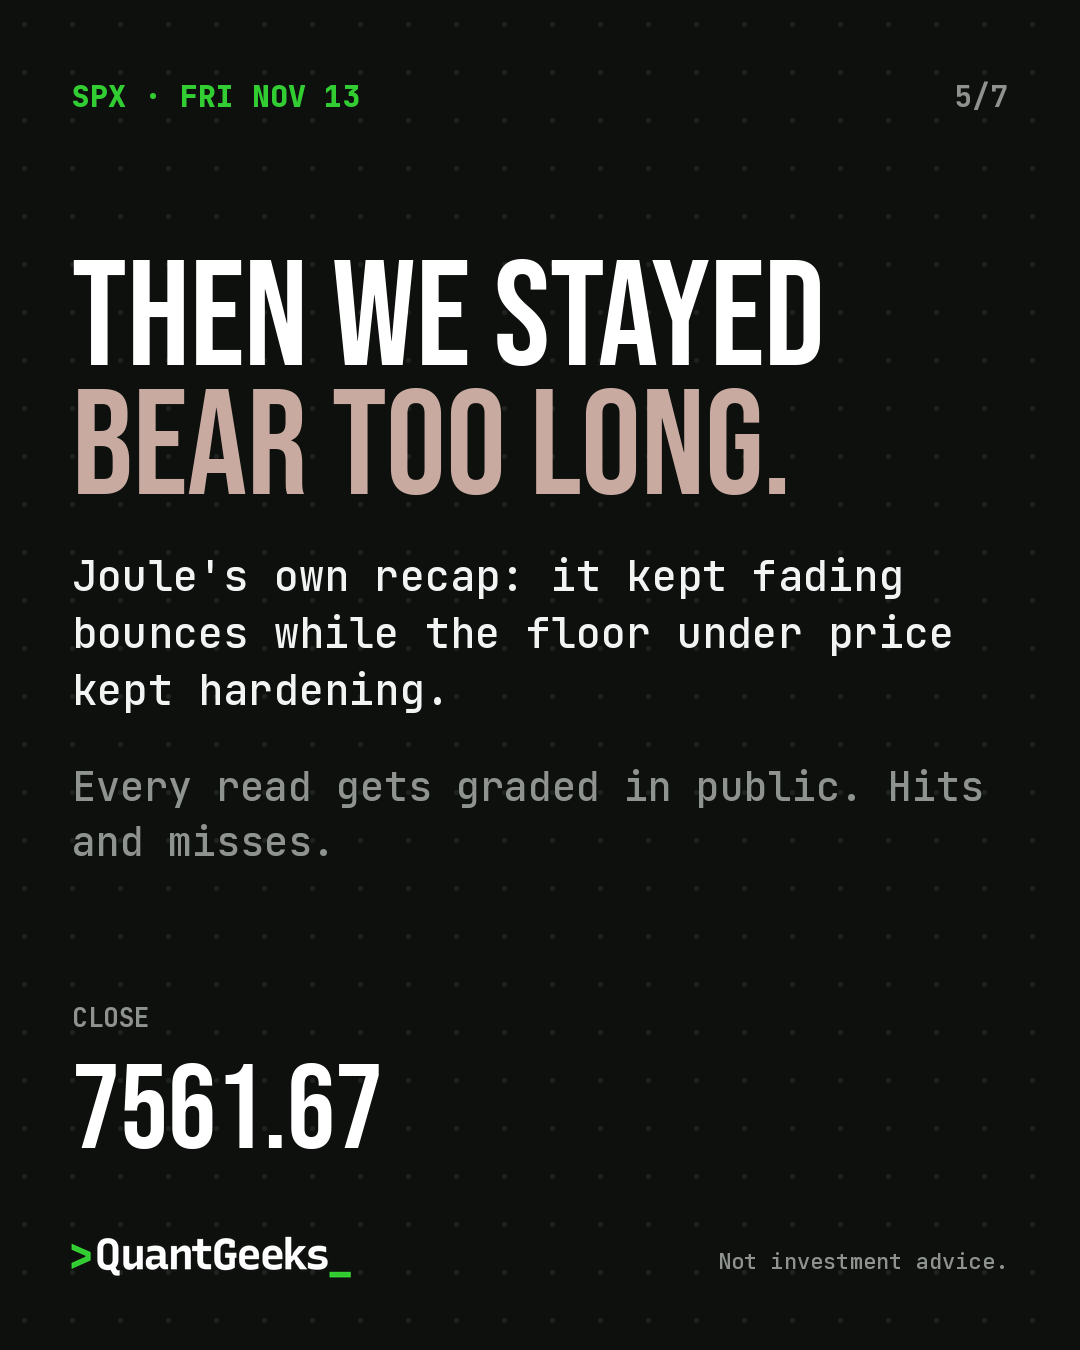 SPX · FRI NOV 13
5/7
THEN WE STAYED
BEAR TOO LONG.
Joule's own recap: it kept fading
bounces while the floor under price
kept hardening.
Every read gets graded in public. Hits
and misses.
CLOSE
7561.67
>QuantGeeks_
Not investment advice.